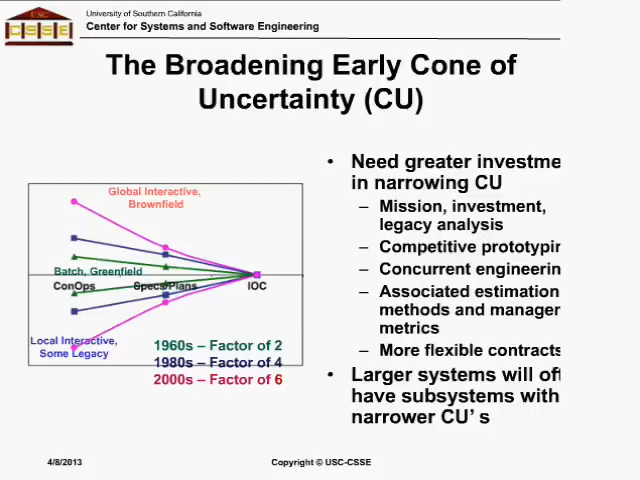 University of Southern California
Center for Systems and Software Engineering
USC
CSSE
The Broadening Early Cone of
Uncertainty (CU)
Global Interactive,
Brownfield
Batch, Greenfield
ConOps Specs/Plans IOC
Local Interactive,
Some Legacy
1960s – Factor of 2
1980s – Factor of 4
2000s – Factor of 6
• Need greater investme
in narrowing CU
– Mission, investment,
legacy analysis
– Competitive prototypin
– Concurrent engineerin
– Associated estimation
methods and manager
metrics
– More flexible contracts
• Larger systems will oft
have subsystems with
narrower CU’ s
4/8/2013
Copyright © USC-CSSE